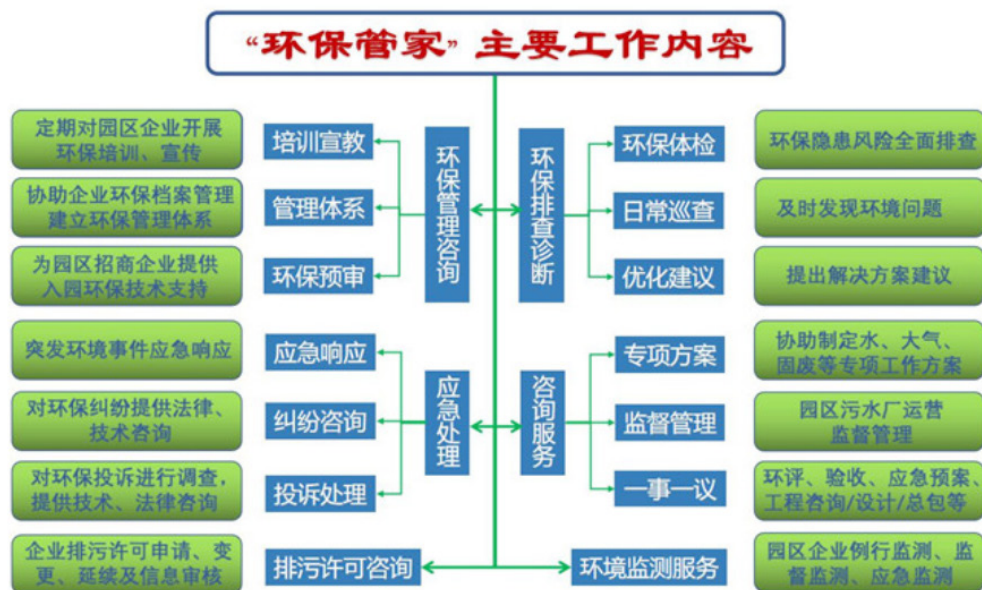 “环保管家”主要工作内容
定期对园区企业开展
环保培训、宣传
培训宣教
协助企业环保档案管理
建立环保管理体系
管理体系
为园区招商企业提供
入园环保技术支持
环保预审
环保管理咨询
环保排查诊断
环保体检
环保隐患风险全面排查
日常巡查
及时发现环境问题
优化建议
提出解决方案建议
突发环境事件应急响应
应急响应
对环保纠纷提供法律、
技术咨询
纠纷咨询
对环保投诉进行调查,
提供技术、法律咨询
投诉处理
应急处理
咨询服务
专项方案
协助制定水、大气、
固废等专项工作方案
监督管理
园区污水厂运营
监督管理
一事一议
环评、验收、应急预案、
工程咨询/设计/总包等
企业排污许可申请、变
更、延续及信息审核
排污许可咨询
环境监测服务
园区企业例行监测、监
督监测、应急监测